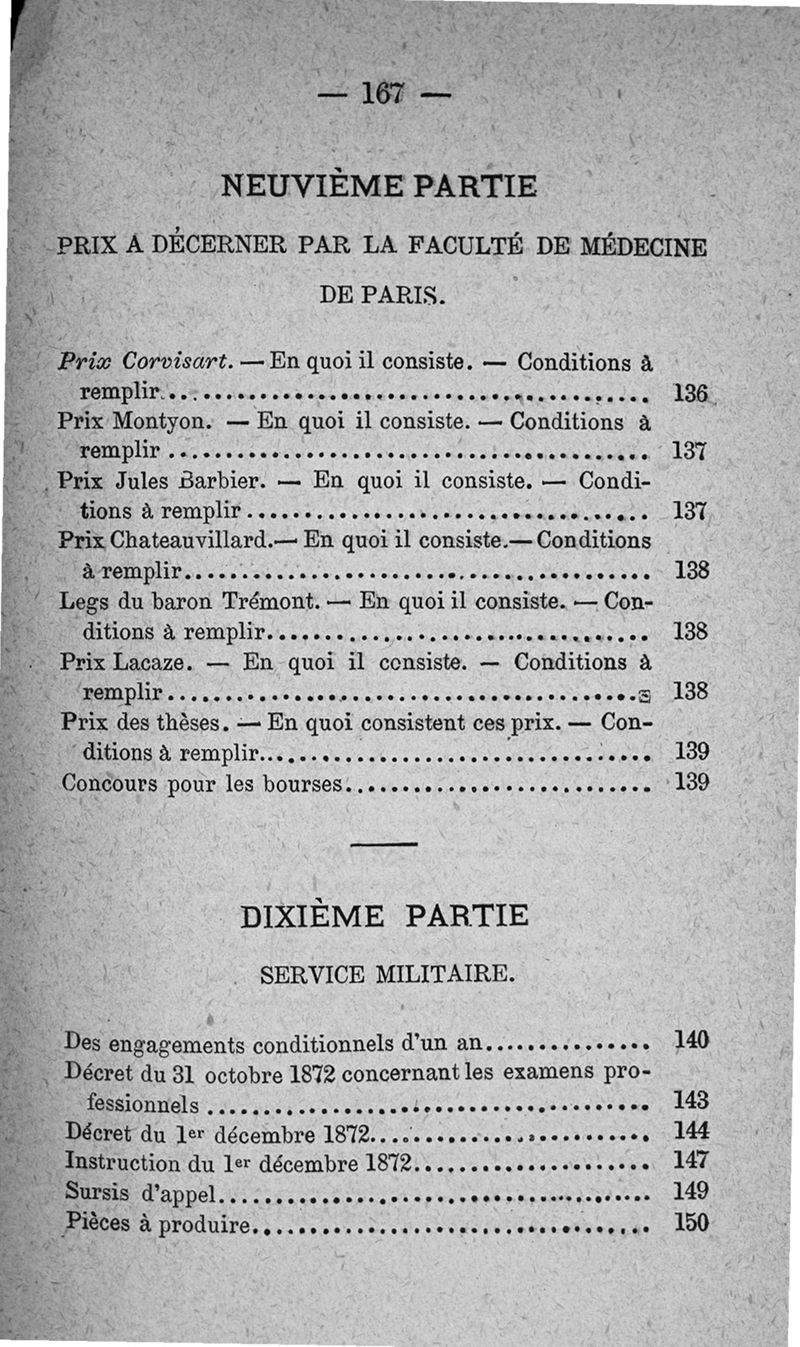 — 167 —
NEUVIÈME PARTIE
PRIX A DÉCERNER PAR LA FACULTÉ DE MÉDECINE
DE PARIS.
Prix Corvisart. — En quoi il consiste. — Conditions à
remplir................................................ 136
Prix Montyon. — En quoi il consiste. — Conditions à
remplir................................................ 137
Prix Jules Barbier. — En quoi il consiste. — Condi-
tions à remplir........................................ 137
Prix Chateauvillard. — En quoi il consiste. — Conditions
à remplir.............................................. 138
Legs du baron Trémont. — En quoi il consiste. — Con-
ditions à remplir...................................... 138
Prix Lacaze. — En quoi il consiste. — Conditions à
remplir................................................ 138
Prix des thèses. — En quoi consistent ces prix. — Con-
ditions à remplir...................................... 139
Concours pour les bourses.............................. 139
DIXIÈME PARTIE
SERVICE MILITAIRE.
Des engagements conditionnels d'un an............... 140
Décret du 31 octobre 1872 concernant les examens pro-
fessionnels............................................ 143
Décret du 1er décembre 1872............................ 144
Instruction du 1er décembre 1872....................... 147
Sursis d'appel......................................... 149
Pièces à produire...................................... 150